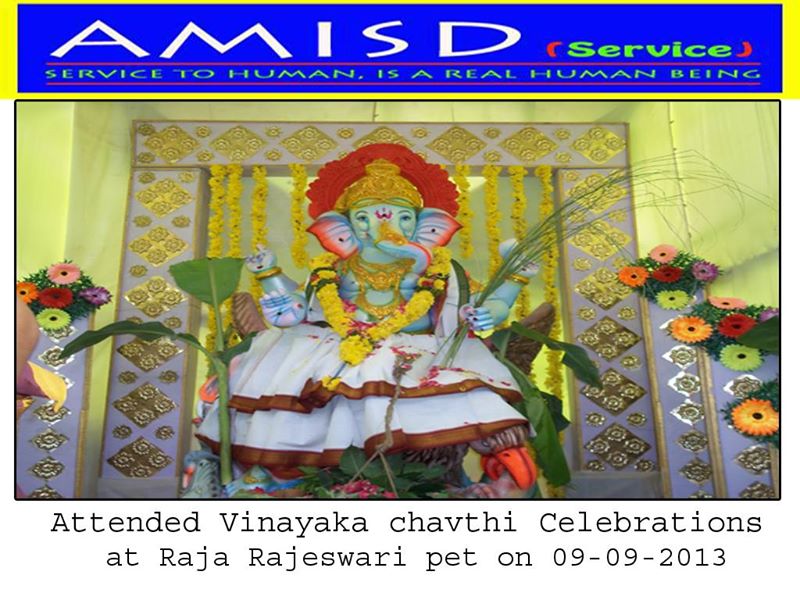 AMISD (Service)
SERVICE TO HUMAN, IS A REAL HUMAN BEING
Attended Vinayaka chavthi Celebrations
at Raja Rajeswari pet on 09-09-2013